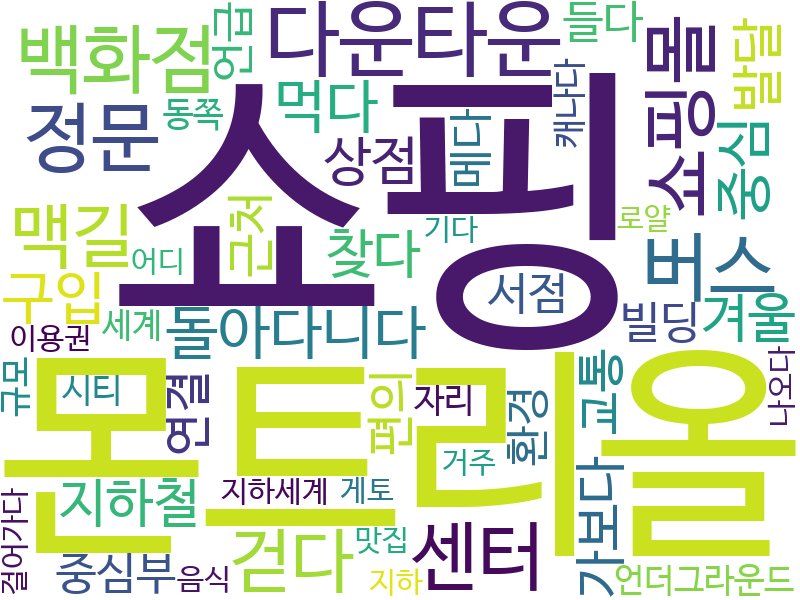 백화점
언급
다운타운
들다
쇼핑몰
발달
정문
동쪽
먹다
상점
메다
캐나다
중심
쇼핑
맥길
어디
근처
찾다
기다
로얄
포스
구입
세계
돌아다니다
서점
빌딩
겨울
이용권
몬트리올
규모
시티
연결
편의
자리
환경
교통
나오다
거주
지하철
지하세계
게토
가보다
걸어가다
중심부
음식
걷다
맛집
지하
센터
언더그라운드